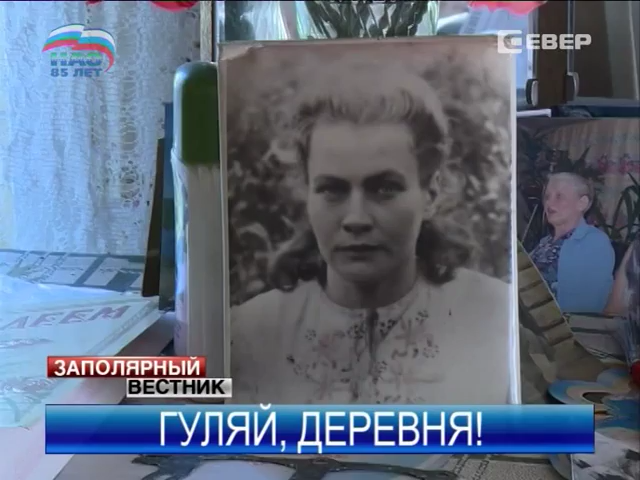 НАО
85 ЛЕТ
СЕВЕР
ЗАПОЛЯРНЫЙ
ВЕСТНИК
ГУЛЯЙ, ДЕРЕВНЯ!